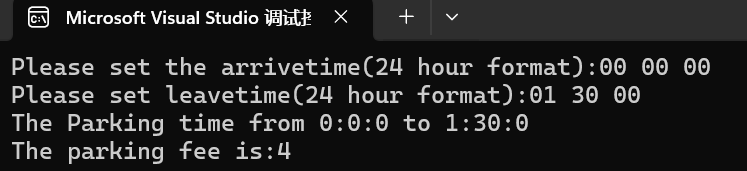 Microsoft Visual Studio 调试
Please set the arrivetime(24 hour format):00 00 00
Please set leavetime(24 hour format):01 30 00
The Parking time from 0:0:0 to 1:30:0
The parking fee is:4